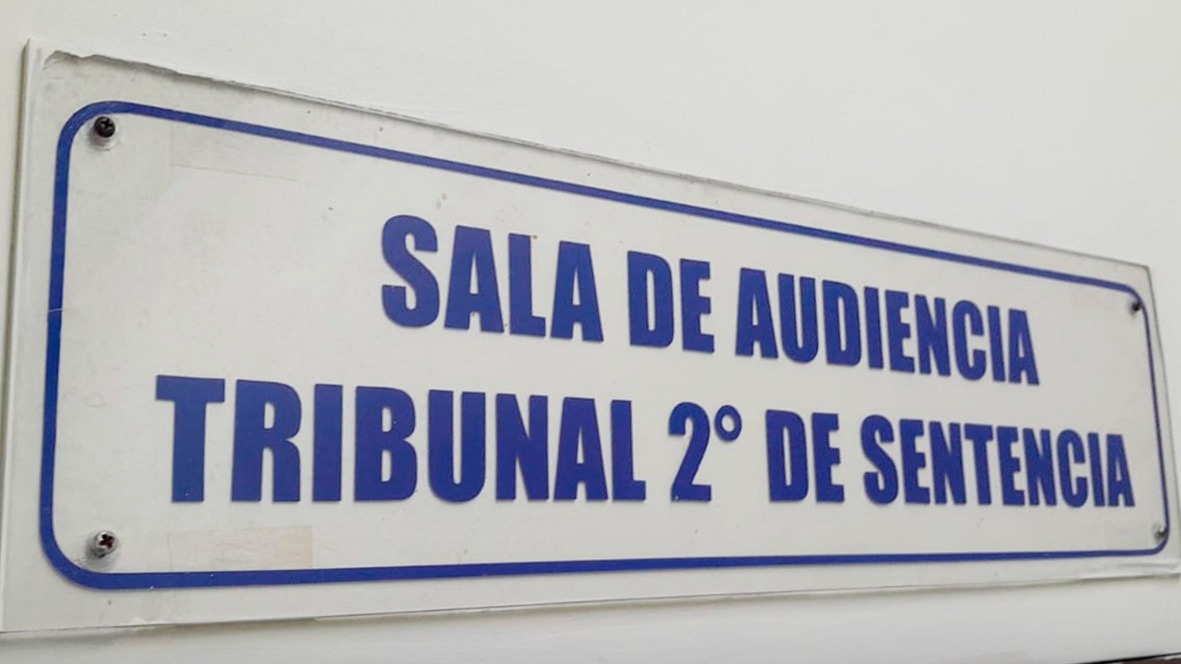 SALA DE AUDIENCIA
TRIBUNAL 2° DE SENTENCIA